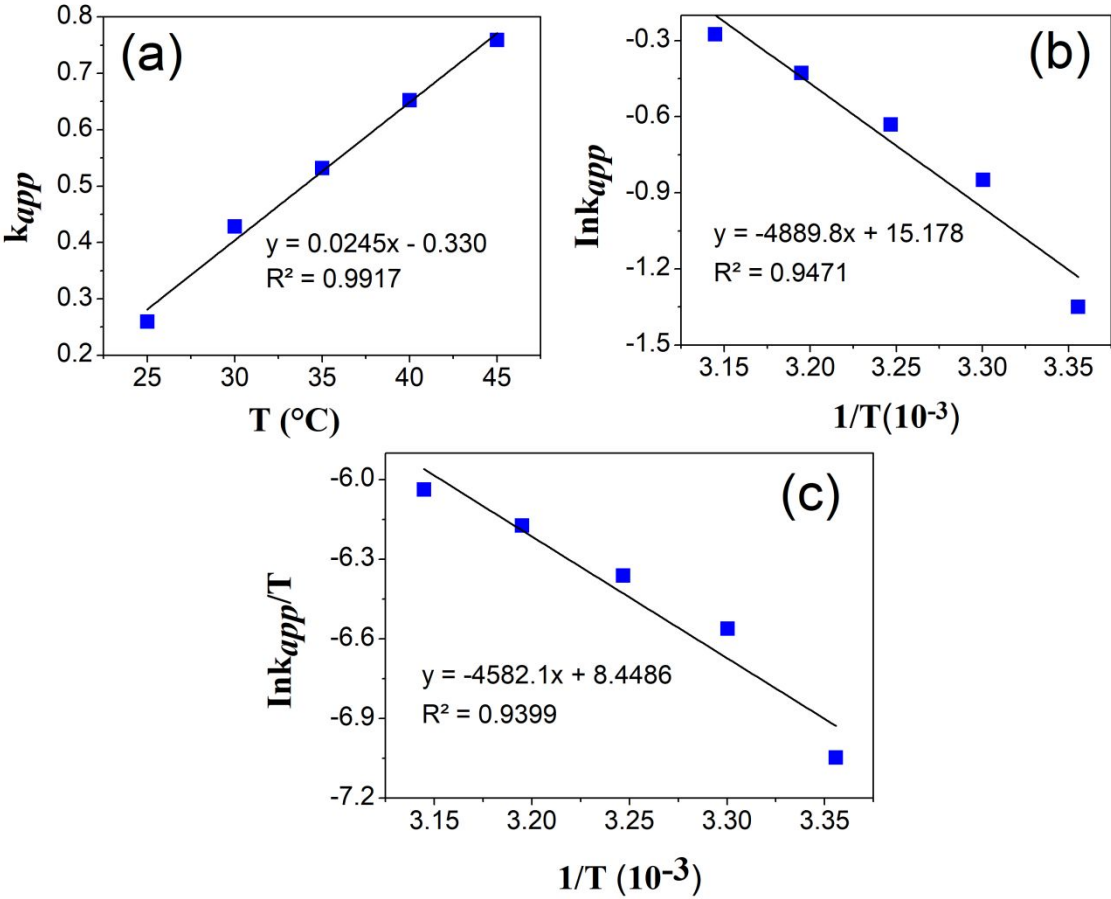 (a)
0.8
0.7
0.6
0.5
0.4
0.3
0.2
k_app
y = 0.0245x - 0.330
R² = 0.9917
25 30 35 40 45
T (°C)
(b)
-0.3
-0.6
-0.9
-1.2
-1.5
Ink_app
y = -4889.8x + 15.178
R² = 0.9471
3.15 3.20 3.25 3.30 3.35
1/T(10⁻³)
(c)
-6.0
-6.3
-6.6
-6.9
-7.2
Ink_app/T
y = -4582.1x + 8.4486
R² = 0.9399
3.15 3.20 3.25 3.30 3.35
1/T (10⁻³)